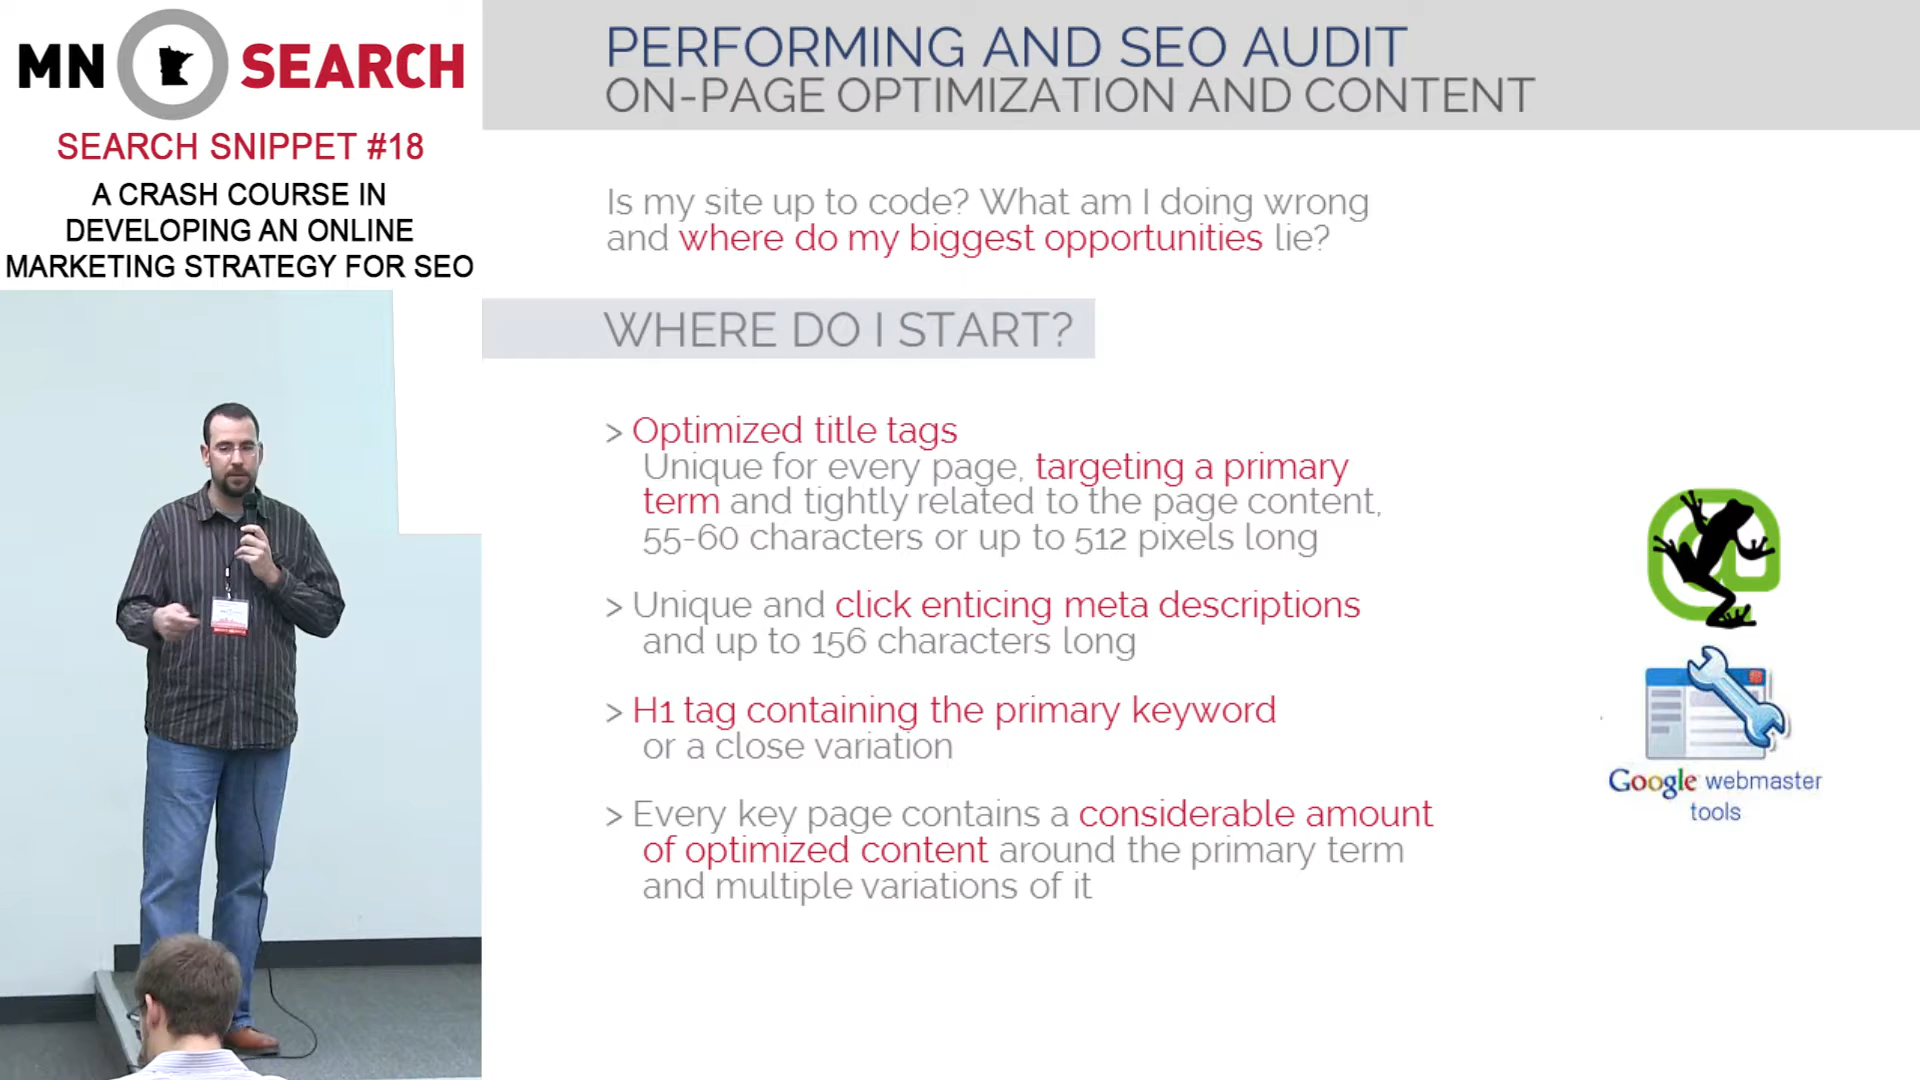 MN SEARCH
SEARCH SNIPPET #18
A CRASH COURSE IN
DEVELOPING AN ONLINE
MARKETING STRATEGY FOR SEO
PERFORMING AND SEO AUDIT
ON-PAGE OPTIMIZATION AND CONTENT
Is my site up to code? What am I doing wrong
and where do my biggest opportunities lie?
WHERE DO I START?
> Optimized title tags
Unique for every page, targeting a primary
term and tightly related to the page content,
55-60 characters or up to 512 pixels long
> Unique and click enticing meta descriptions
and up to 156 characters long
> H1 tag containing the primary keyword
or a close variation
> Every key page contains a considerable amount
of optimized content around the primary term
and multiple variations of it
Google webmaster
tools